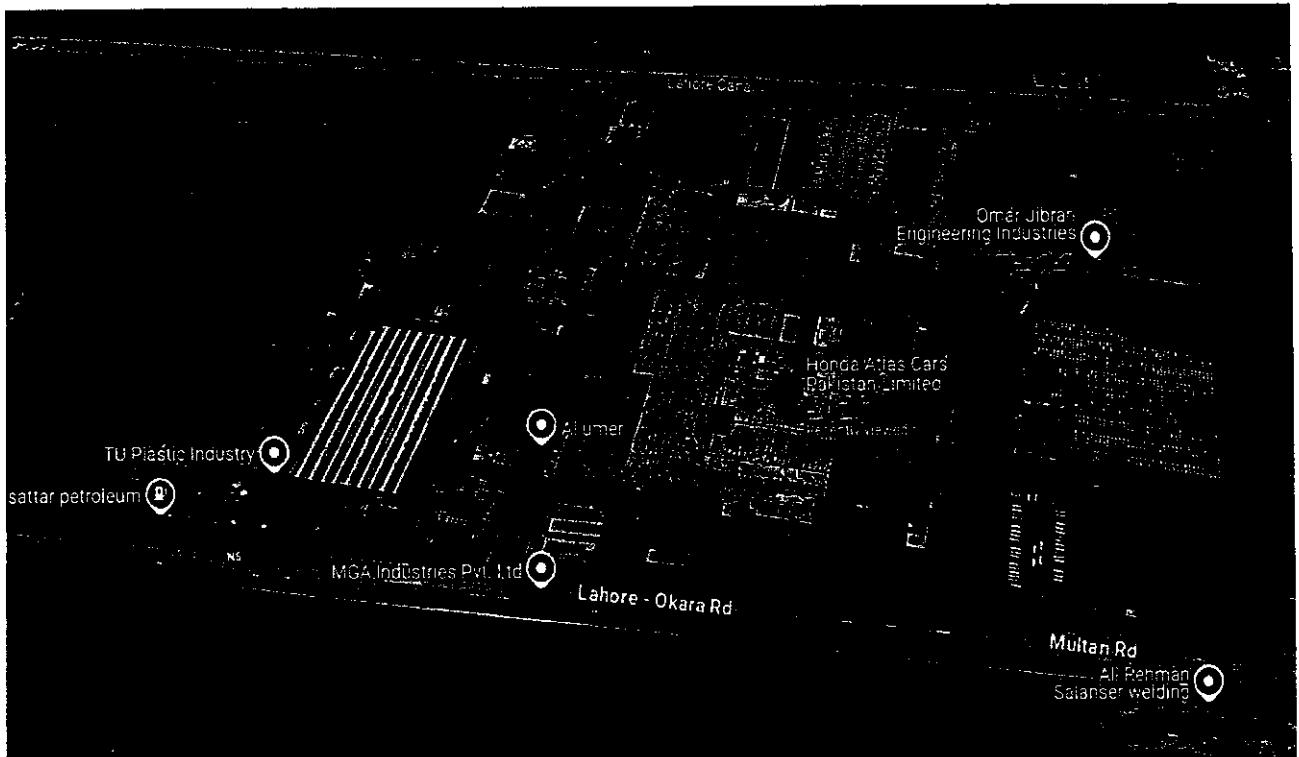 Lahore Canal
Omar Jibran
Engineering Industries
Honda Atlas Cars
Pakistan Limited
Al umer
TU Plastic Industry
sattar petroleum
N5
MGA Industries Pvt. Ltd
Lahore - Okara Rd
Multan Rd
Ali Rehman
Salanser welding